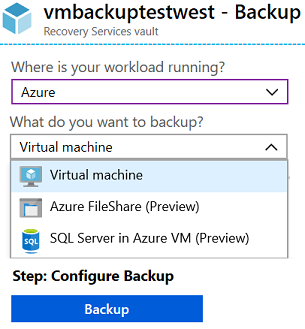 vmbackuptestwest - Backup
Recovery Services vault
Where is your workload running?
Azure
What do you want to backup?
Virtual machine
Virtual machine
Azure FileShare (Preview)
SQL
SQL Server in Azure VM (Preview)
Step: Configure Backup
Backup